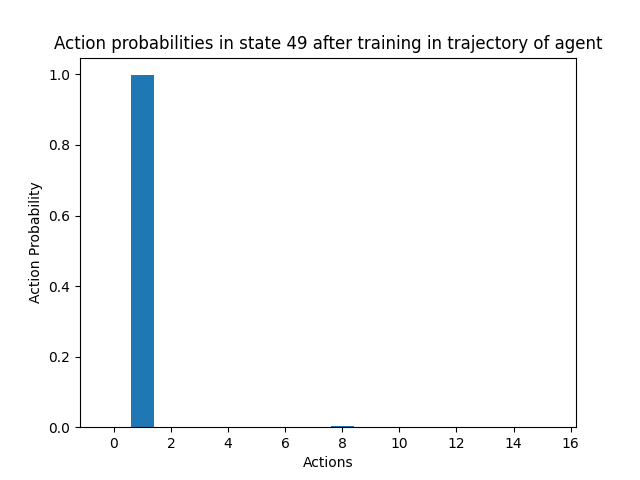 Action probabilities in state 49 after training in trajectory of agent
1.0
0.8
0.6
0.4
0.2
0.0
Action Probability
0 2 4 6 8 10 12 14 16
Actions